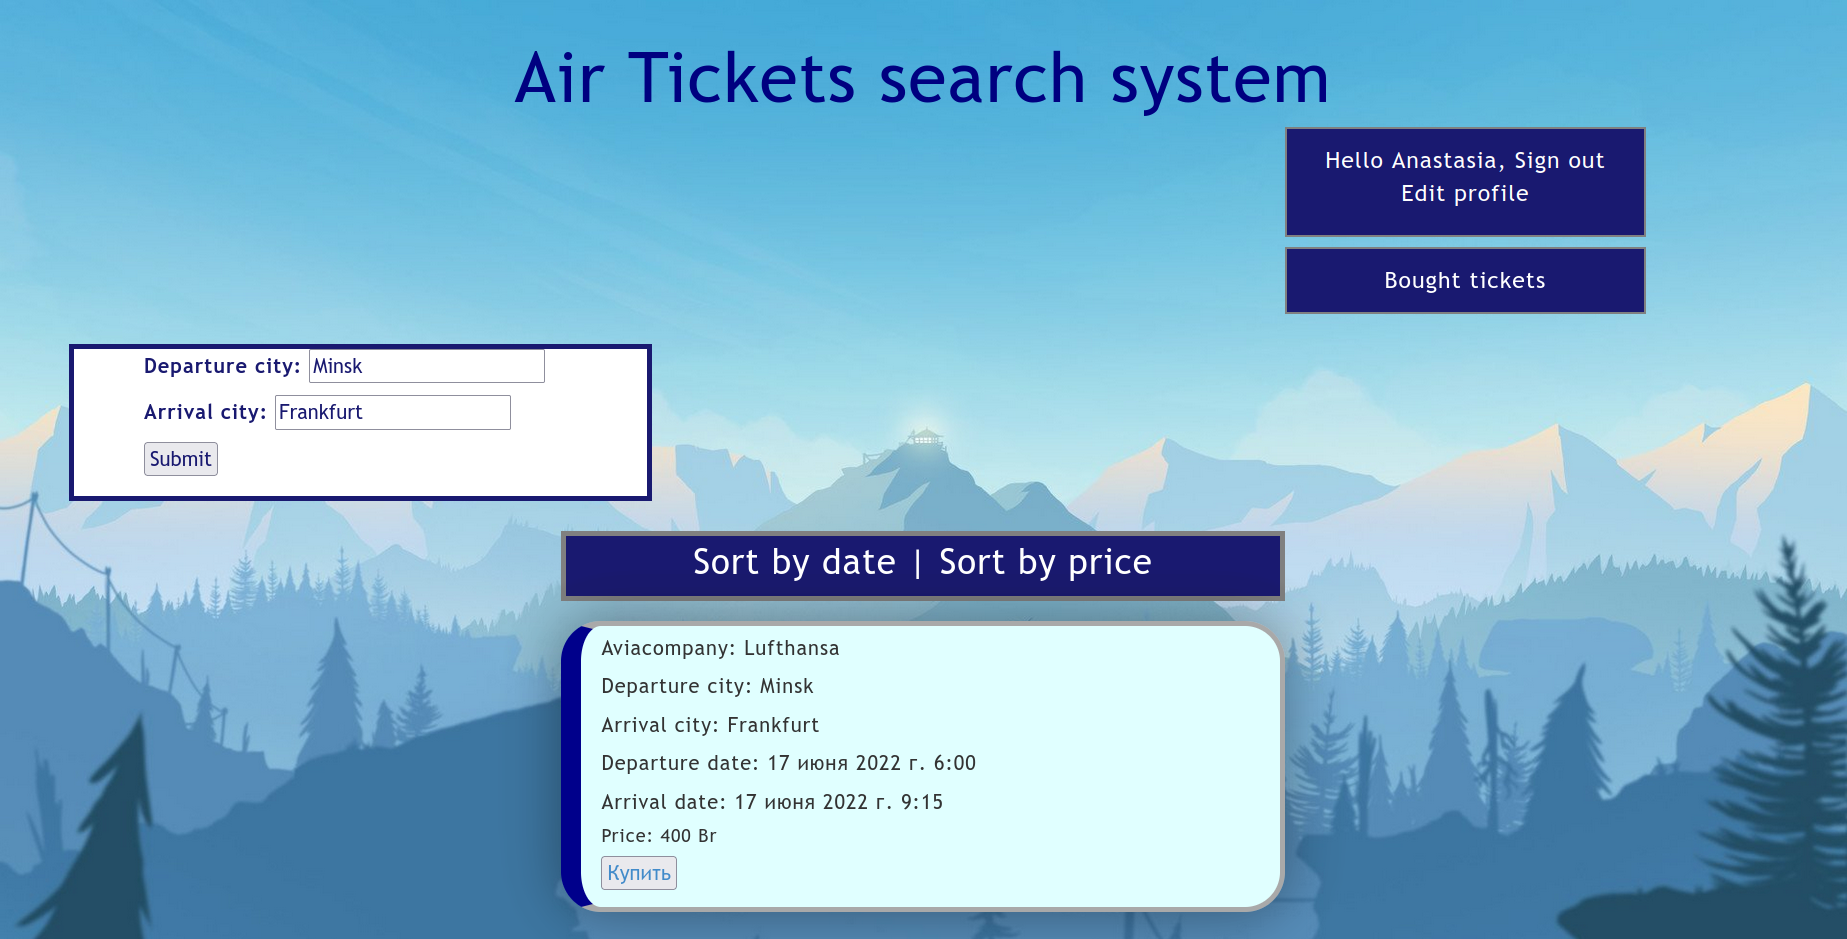 Air Tickets search system
Hello Anastasia, Sign out
Edit profile
Bought tickets
Departure city: Minsk
Arrival city: Frankfurt
Submit
Sort by date | Sort by price
Aviacompany: Lufthansa
Departure city: Minsk
Arrival city: Frankfurt
Departure date: 17 июня 2022 г. 6:00
Arrival date: 17 июня 2022 г. 9:15
Price: 400 Br
Купить